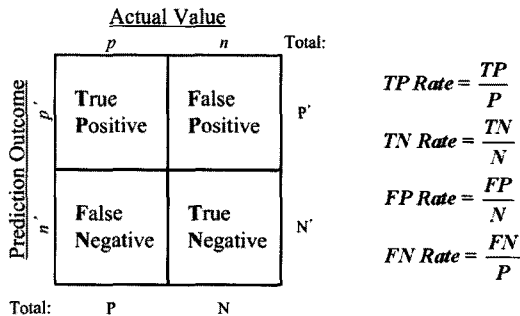 Actual Value
p n Total:
Prediction Outcome
p′
True Positive
False Positive
P′
n′
False Negative
True Negative
N′
Total: P N
TP Rate = TP/P
TN Rate = TN/N
FP Rate = FP/N
FN Rate = FN/P